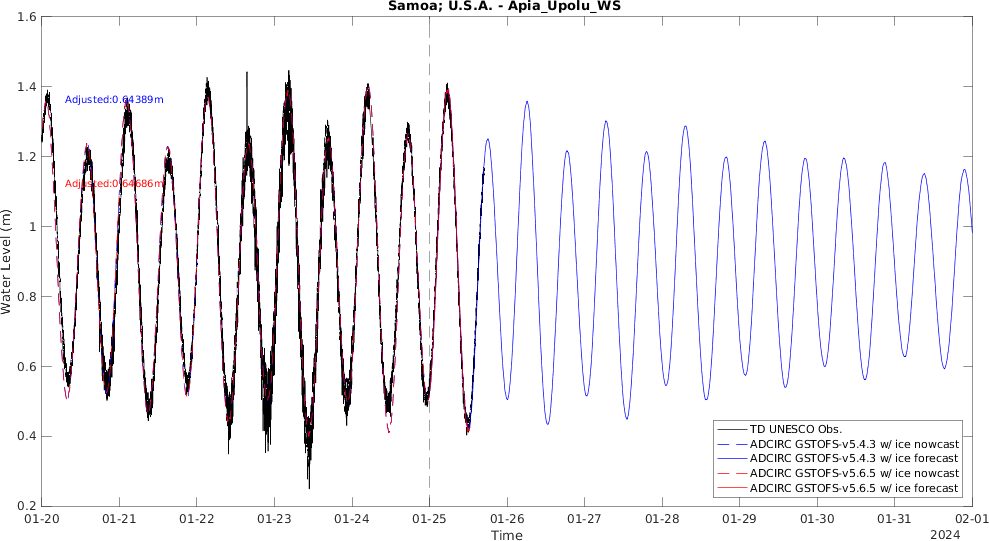 Samoa; U.S.A. - Apia_Upolu_WS
1.6
1.4
1.2
1
0.8
0.6
0.4
0.2
Water Level (m)
Adjusted:0.64389m
Adjusted:0.64686m
TD UNESCO Obs.
ADCIRC GSTOFS-v5.4.3 w/ ice nowcast
ADCIRC GSTOFS-v5.4.3 w/ ice forecast
ADCIRC GSTOFS-v5.6.5 w/ ice nowcast
ADCIRC GSTOFS-v5.6.5 w/ ice forecast
01-20 01-21 01-22 01-23 01-24 01-25 01-26 01-27 01-28 01-29 01-30 01-31 02-01
Time
2024